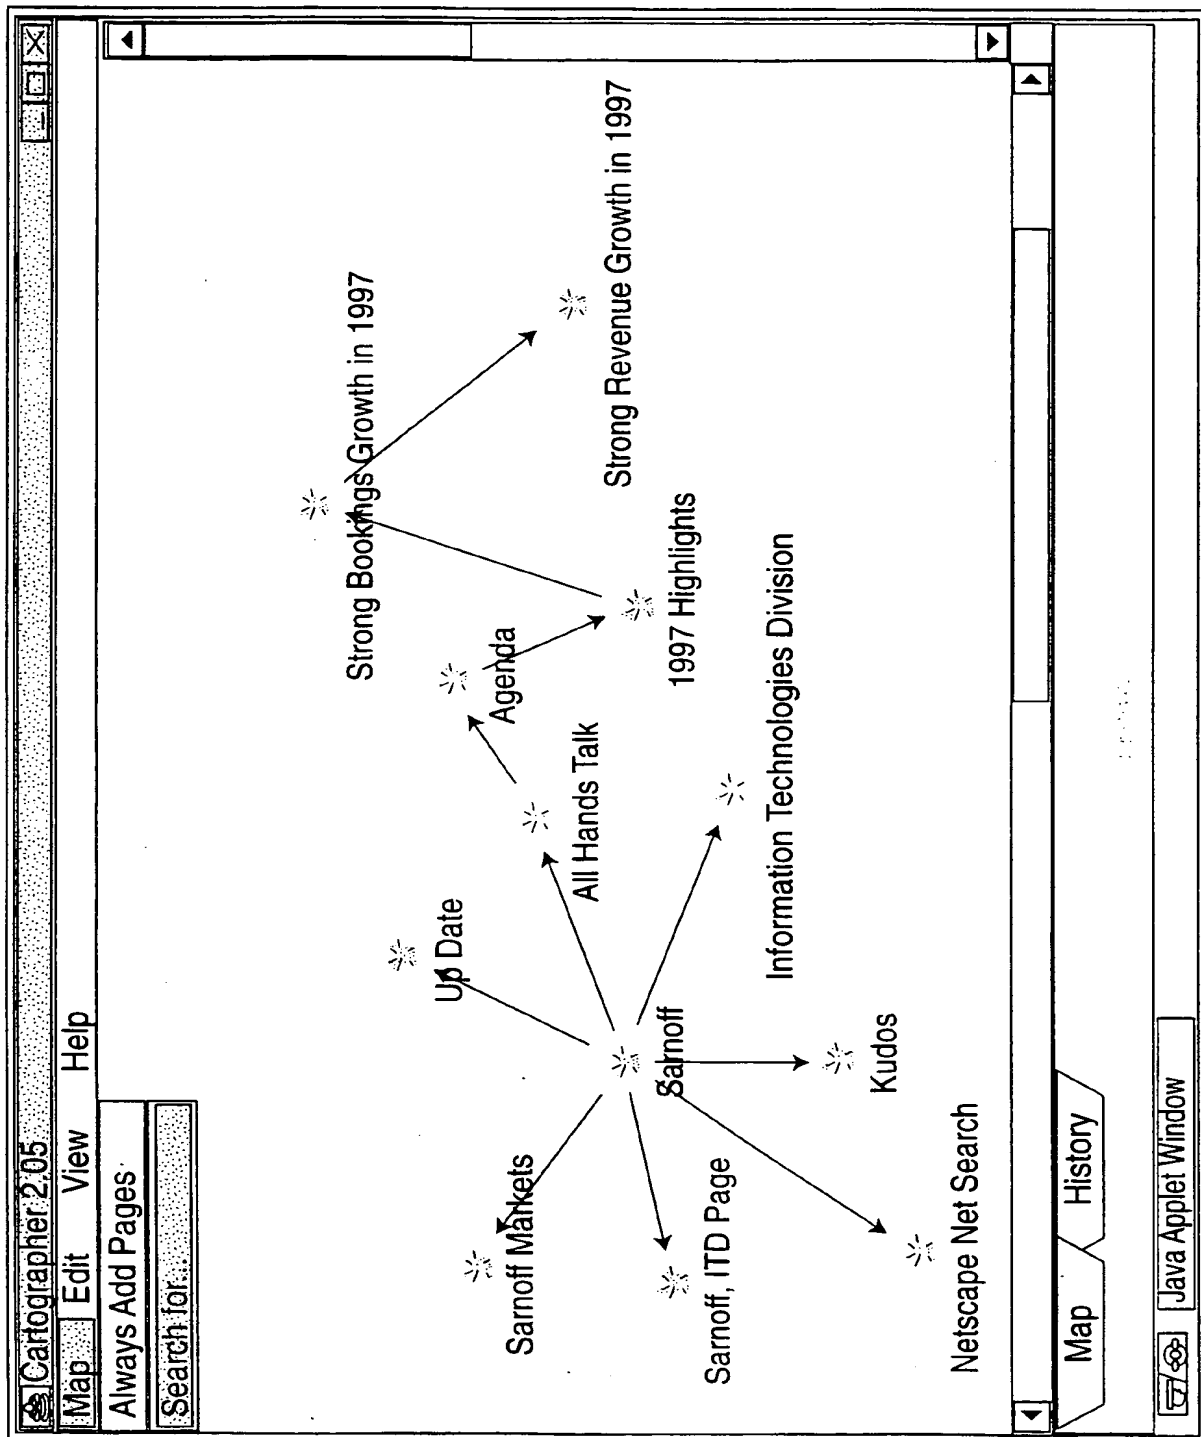 Cartographer 2.05
Map Edit View Help
Always Add Pages
Search for...
Strong Bookings Growth in 1997
Up Date
Agenda
Sarnoff Markets
All Hands Talk
Strong Revenue Growth in 1997
Sarnoff
1997 Highlights
Sarnoff, ITD Page
Information Technologies Division
Kudos
Netscape Net Search
Map History
Java Applet Window